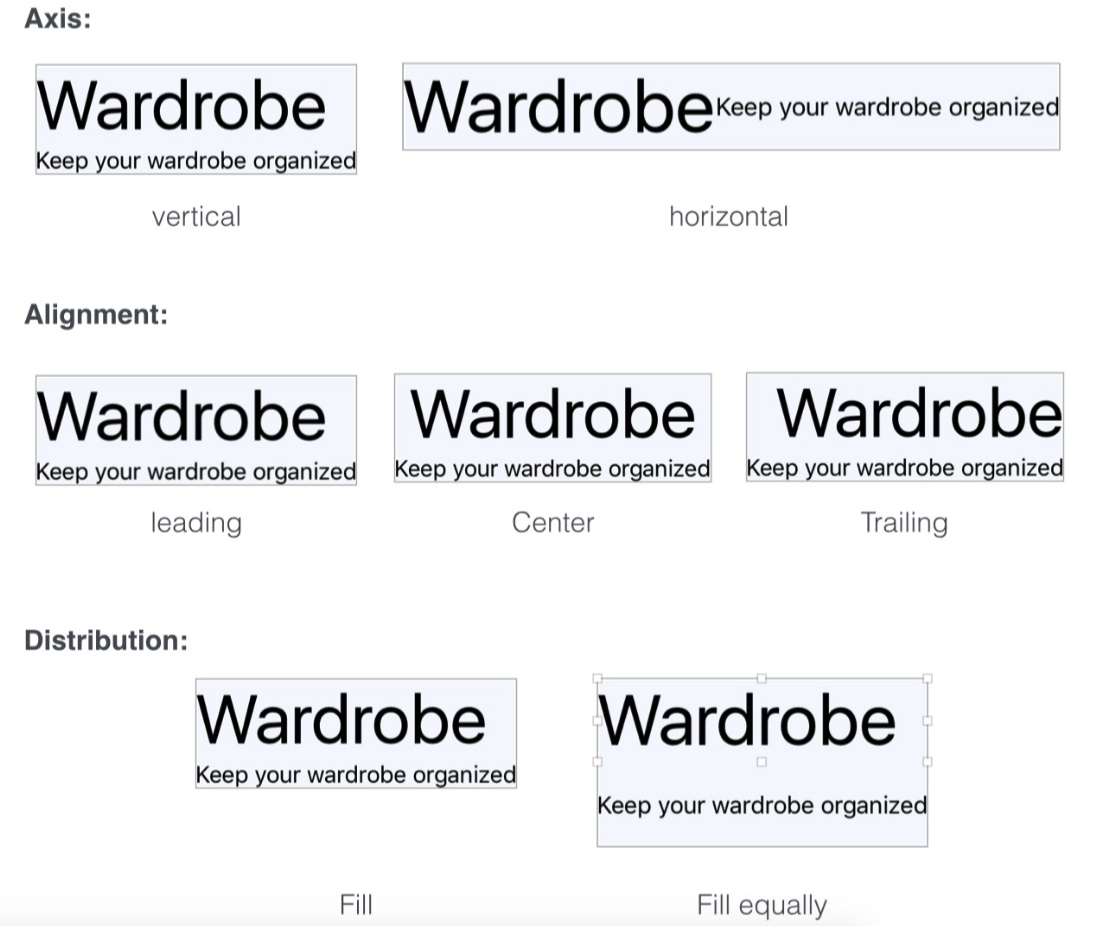 Axis:
Wardrobe
Keep your wardrobe organized
Wardrobe Keep your wardrobe organized
vertical
horizontal
Alignment:
Wardrobe
Keep your wardrobe organized
Wardrobe
Keep your wardrobe organized
Wardrobe
Keep your wardrobe organized
leading
Center
Trailing
Distribution:
Wardrobe
Keep your wardrobe organized
Wardrobe
Keep your wardrobe organized
Fill
Fill equally